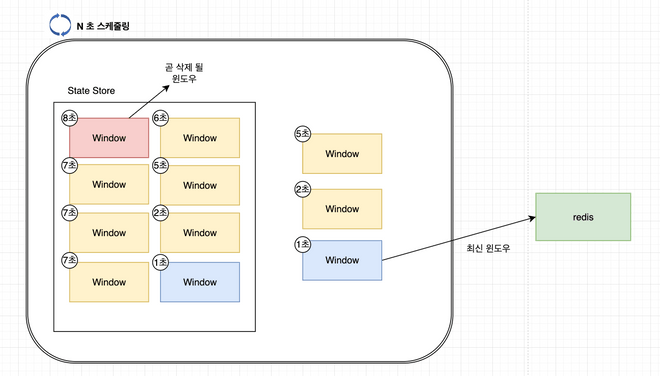 N 초 스케줄링
곧 삭제 될
윈도우
State Store
8초
Window
6초
Window
7초
Window
5초
Window
7초
Window
2초
Window
7초
Window
1초
Window
5초
Window
2초
Window
1초
Window
최신 윈도우
redis